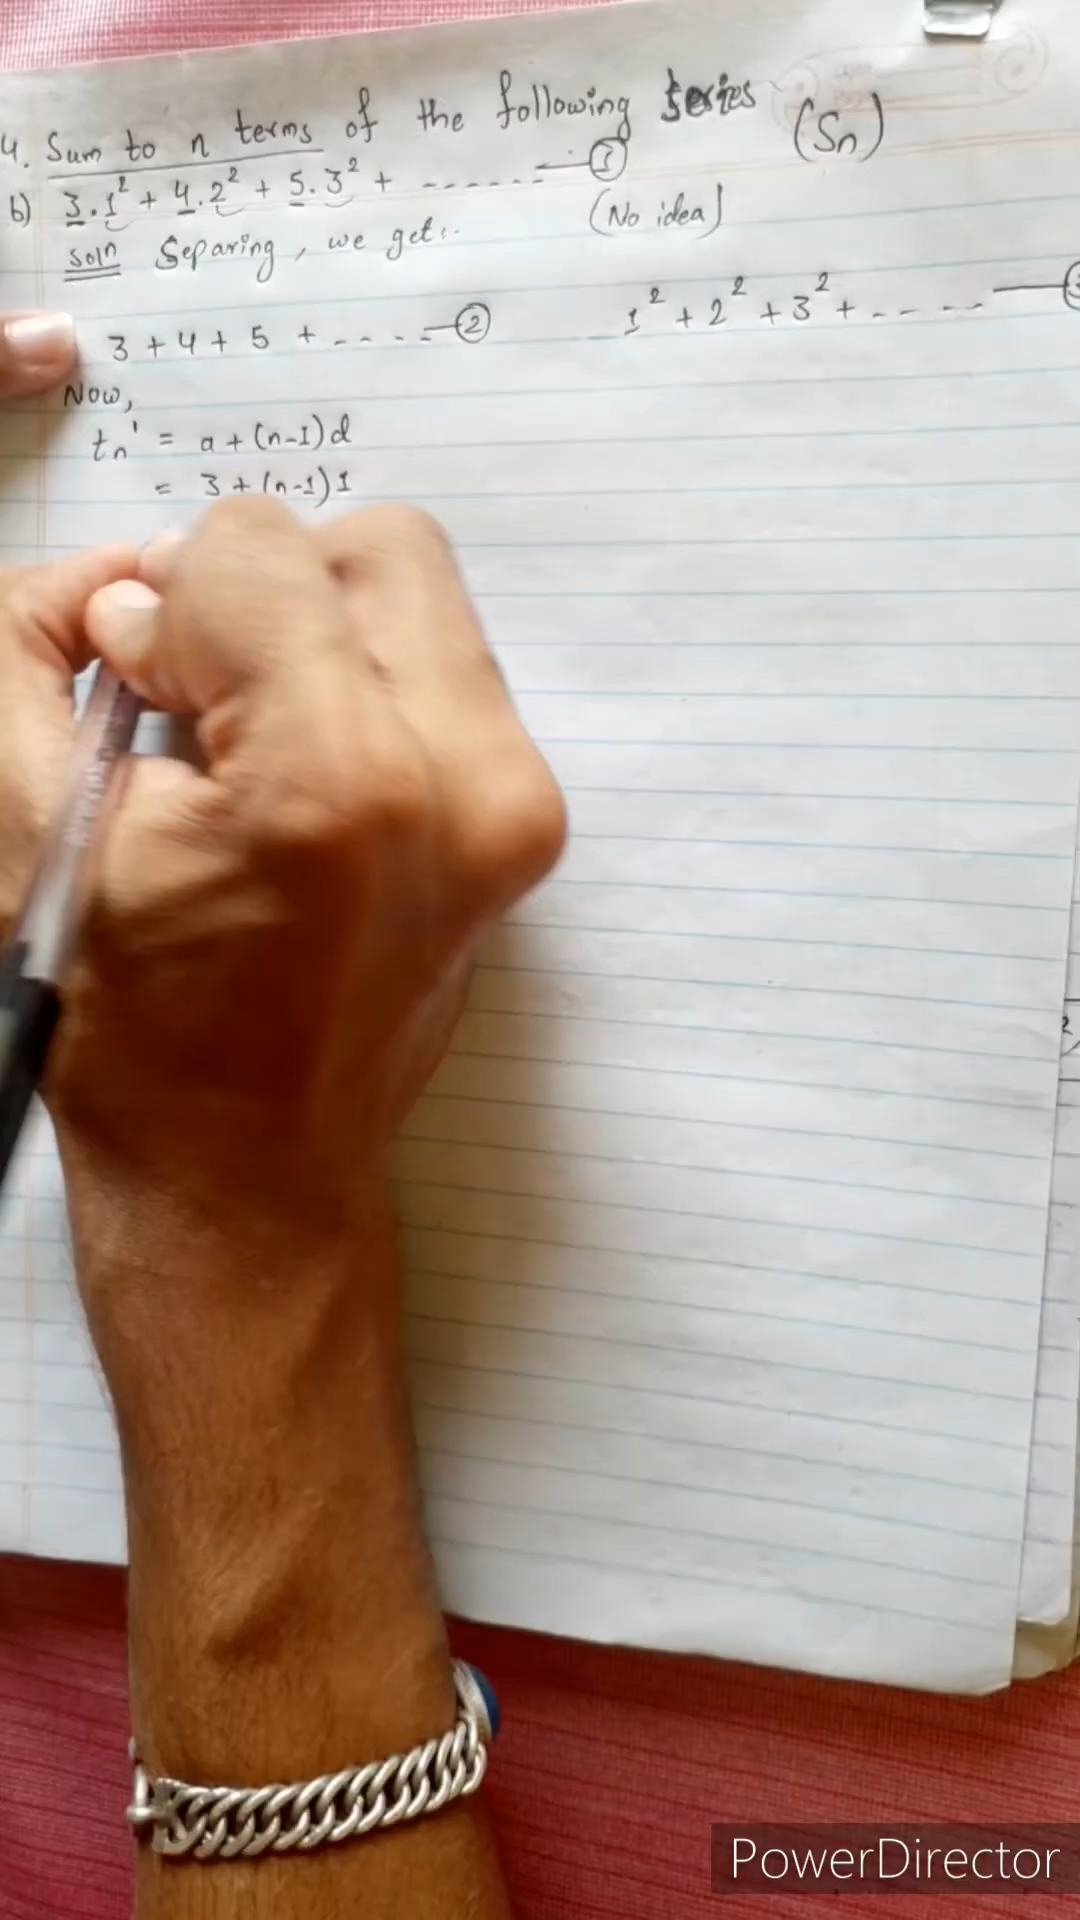 4. Sum to n terms of the following series (Sn)
b) 3.1² + 4.2² + 5.3² + ------ — ①
(No idea)
Soln Separing, we get:.
3 + 4 + 5 + ---- — ②
1² + 2² + 3² + ---- —
Now,
tn' = a + (n-1)d
= 3 + (n-1)1
PowerDirector